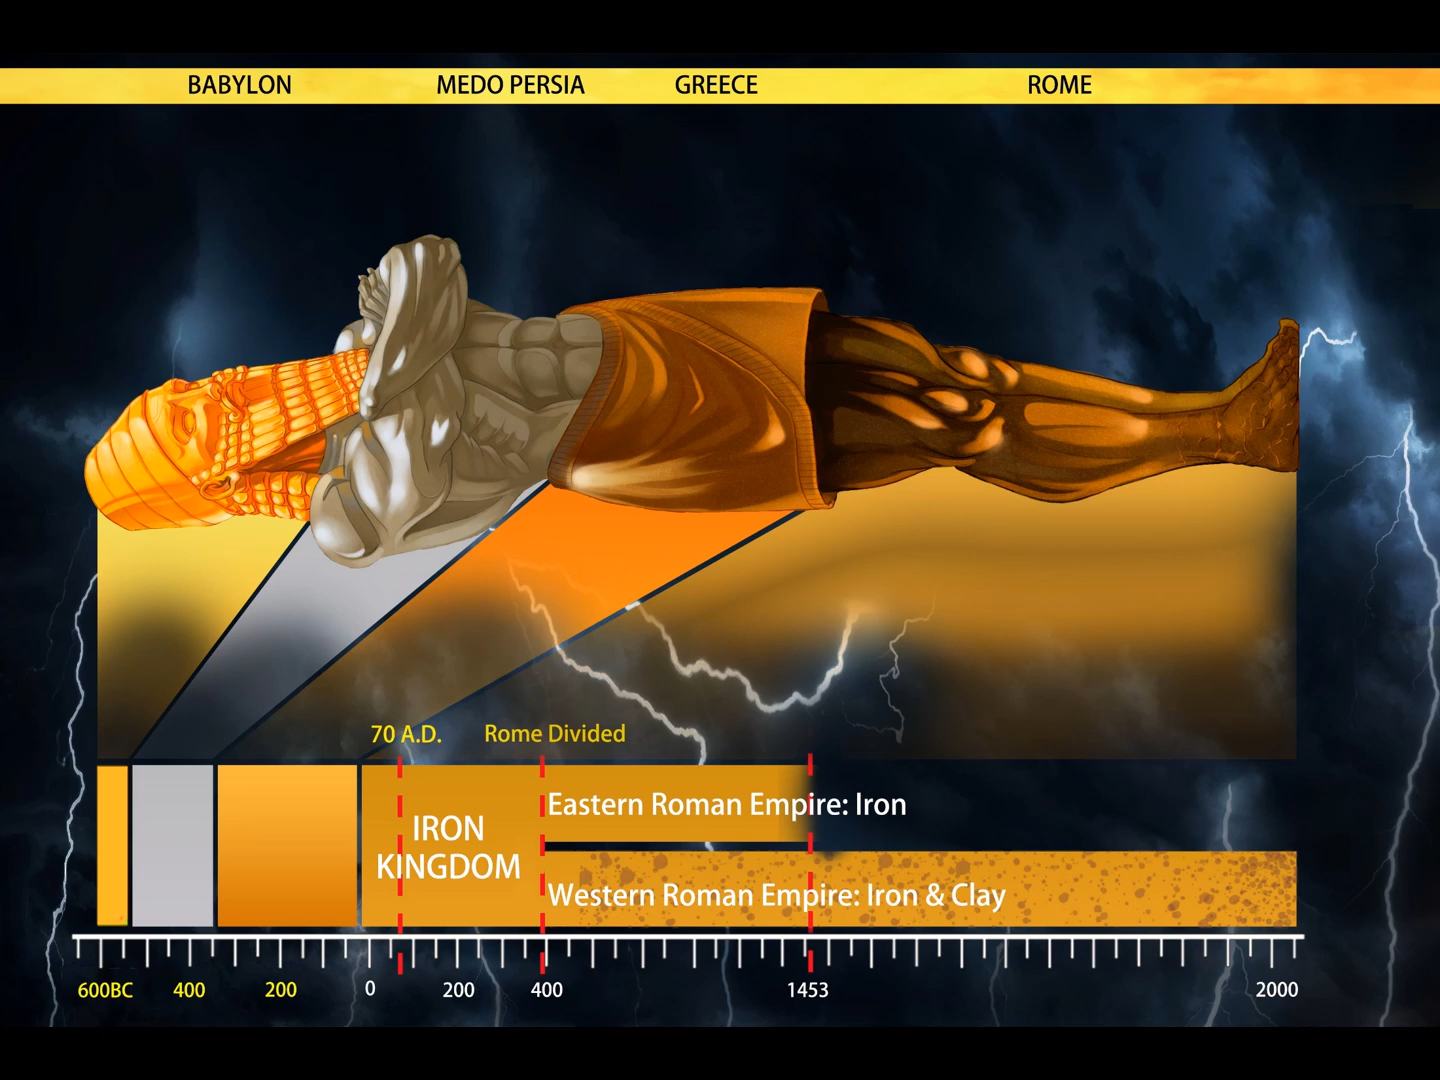 BABYLON MEDO PERSIA GREECE ROME
70 A.D. Rome Divided
IRON
KINGDOM
Eastern Roman Empire: Iron
Western Roman Empire: Iron & Clay
600BC 400 200 0 200 400 1453 2000